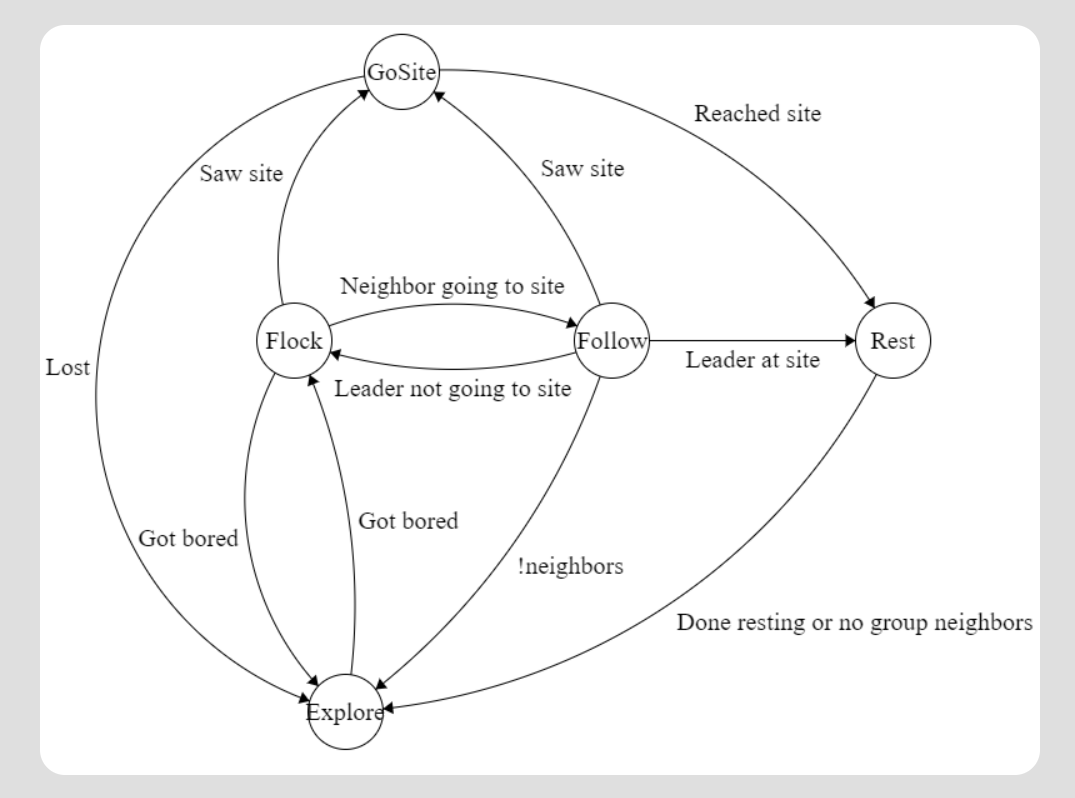 GoSite
Reached site
Saw site
Saw site
Neighbor going to site
Flock
Follow
Rest
Leader at site
Lost
Leader not going to site
Got bored
Got bored
!neighbors
Done resting or no group neighbors
Explore